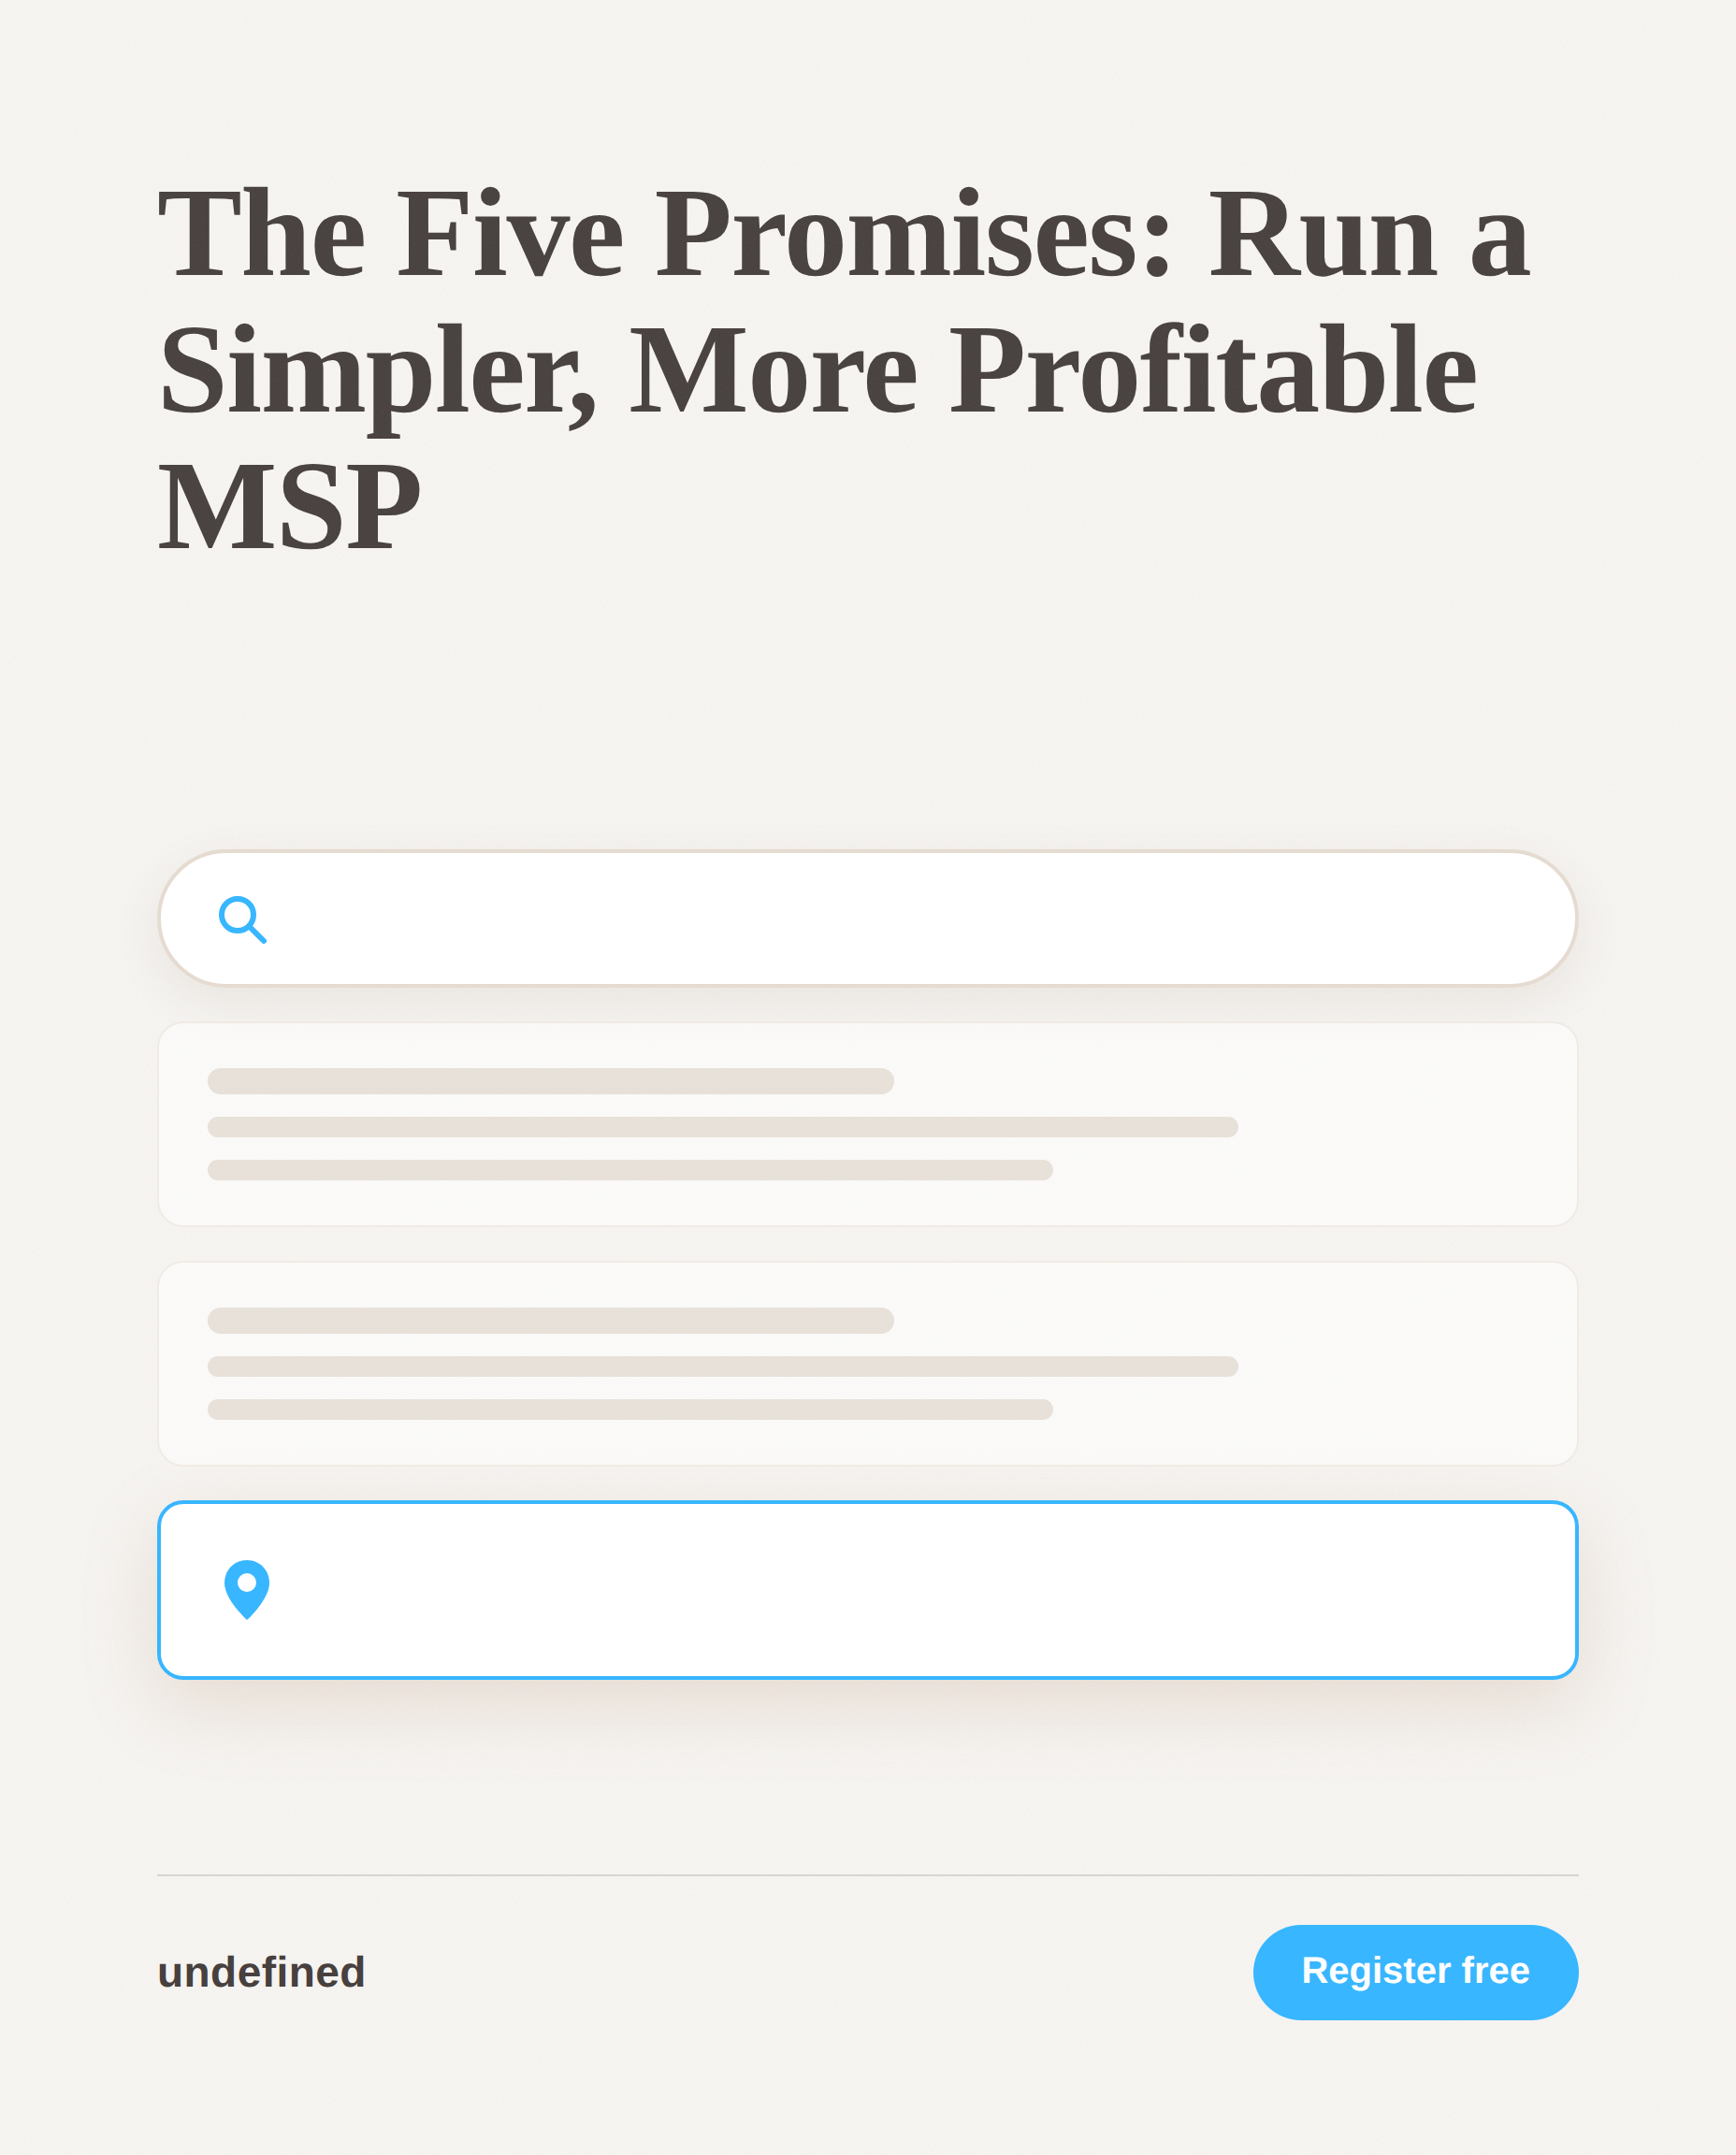 The Five Promises: Run a
Simpler, More Profitable
MSP
undefined
Register free